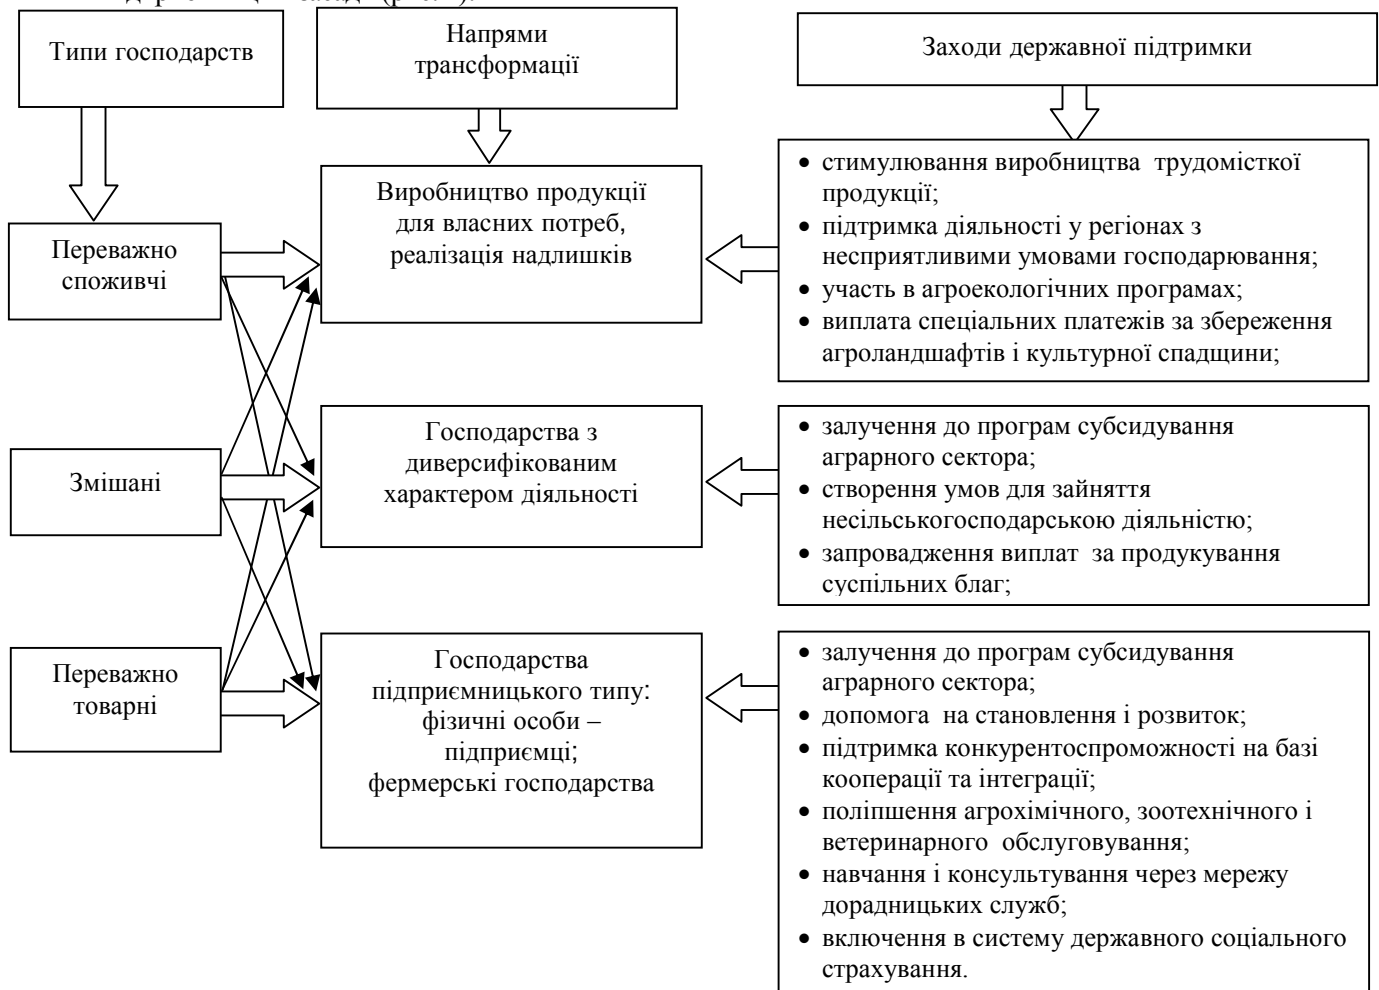 Типи господарств
Напрями
трансформації
Заходи державної підтримки
Переважно
споживчі
Змішані
Переважно
товарні
Виробництво продукції
для власних потреб,
реалізація надлишків
Господарства з
диверсифікованим
характером діяльності
Господарства
підприємницького типу:
фізичні особи –
підприємці;
фермерські господарства
• стимулювання виробництва трудомісткої
продукції;
• підтримка діяльності у регіонах з
несприятливими умовами господарювання;
• участь в агроекологічних програмах;
• виплата спеціальних платежів за збереження
агроландшафтів і культурної спадщини;
• залучення до програм субсидування
аграрного сектора;
• створення умов для зайняття
несільськогосподарською діяльністю;
• запровадження виплат за продукування
суспільних благ;
• залучення до програм субсидування
аграрного сектора;
• допомога на становлення і розвиток;
• підтримка конкурентоспроможності на базі
кооперації та інтеграції;
• поліпшення агрохімічного, зоотехнічного і
ветеринарного обслуговування;
• навчання і консультування через мережу
дорадницьких служб;
• включення в систему державного соціального
страхування.